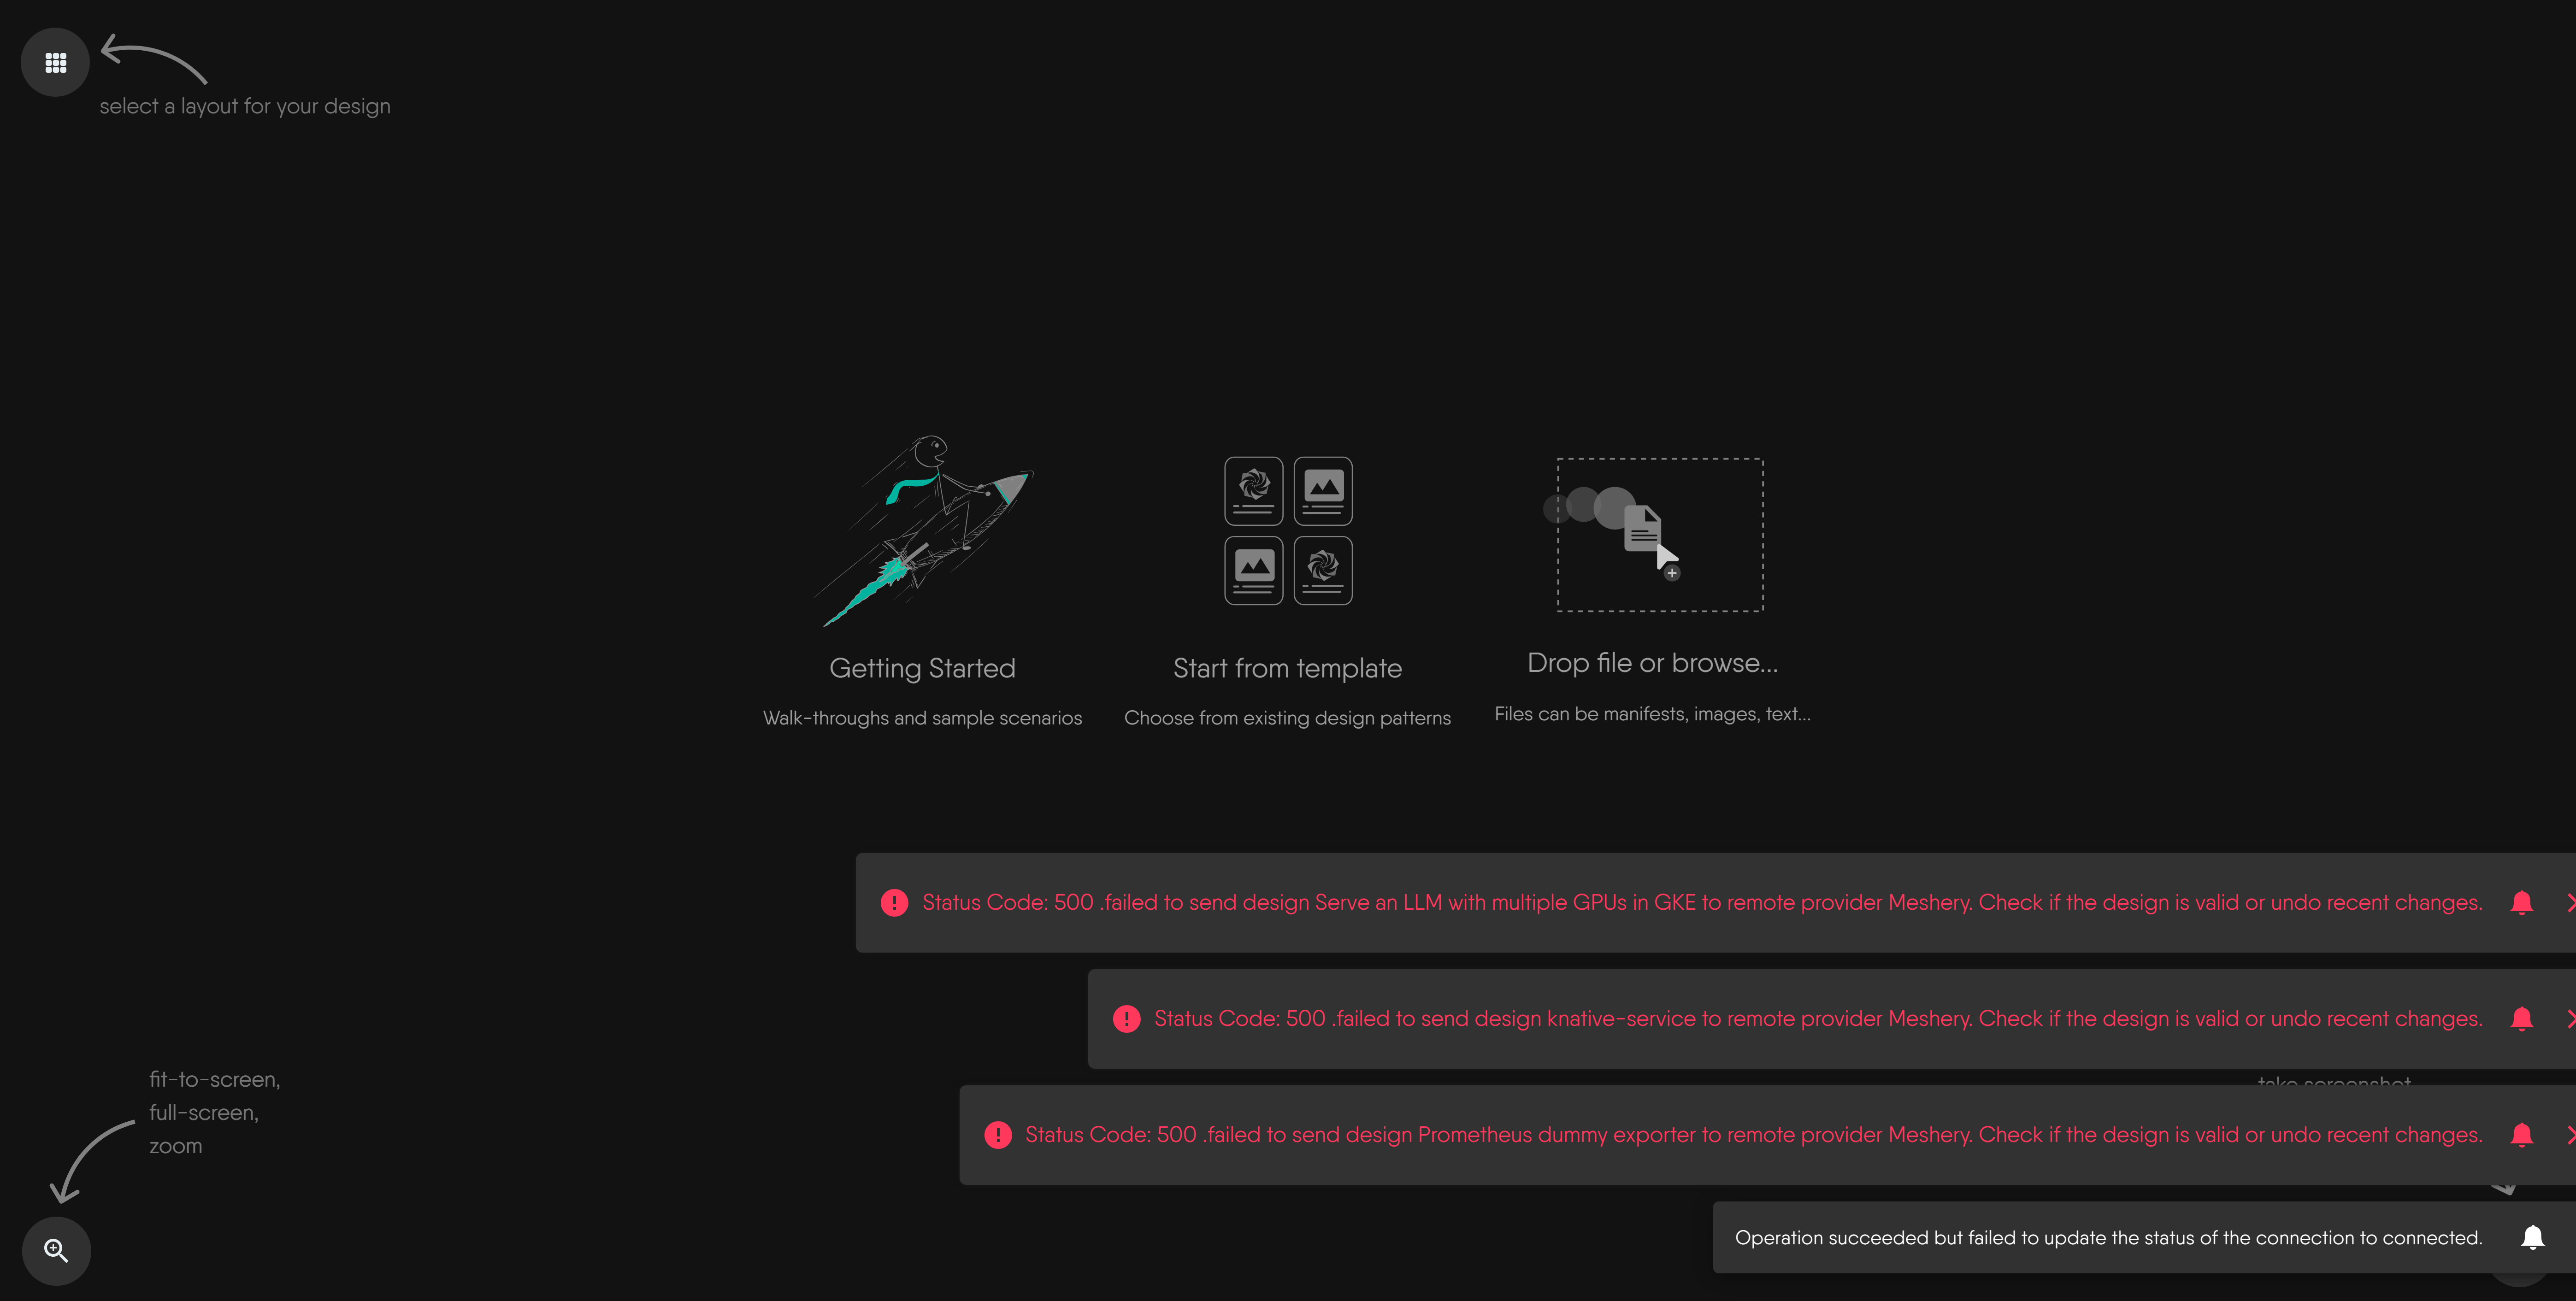 select a layout for your design
Getting Started
Walk-throughs and sample scenarios
Start from template
Choose from existing design patterns
Drop file or browse...
Files can be manifests, images, text...
Status Code: 500 .failed to send design Serve an LLM with multiple GPUs in GKE to remote provider Meshery. Check if the design is valid or undo recent changes.
Status Code: 500 .failed to send design knative-service to remote provider Meshery. Check if the design is valid or undo recent changes.
take screenshot
Status Code: 500 .failed to send design Prometheus dummy exporter to remote provider Meshery. Check if the design is valid or undo recent changes.
fit-to-screen,
full-screen,
zoom
Operation succeeded but failed to update the status of the connection to connected.